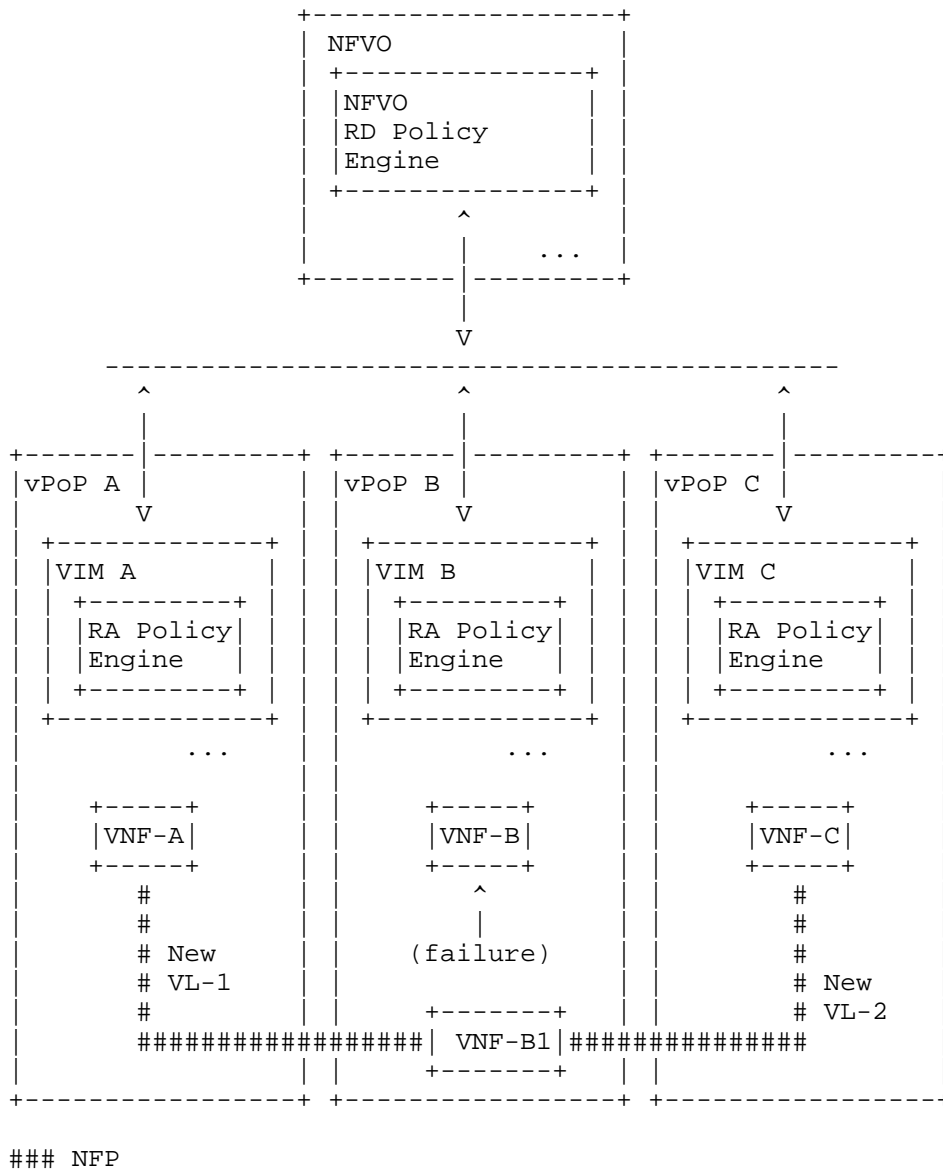 NFVO
NFVO
RD Policy
Engine
...
V
vPoP A vPoP B vPoP C
V V V
VIM A VIM B VIM C
RA Policy RA Policy RA Policy
Engine Engine Engine
... ... ...
VNF-A VNF-B VNF-C
# #
# #
# New (failure) #
# VL-1 # New
# # VL-2
################## VNF-B1 ###############
### NFP